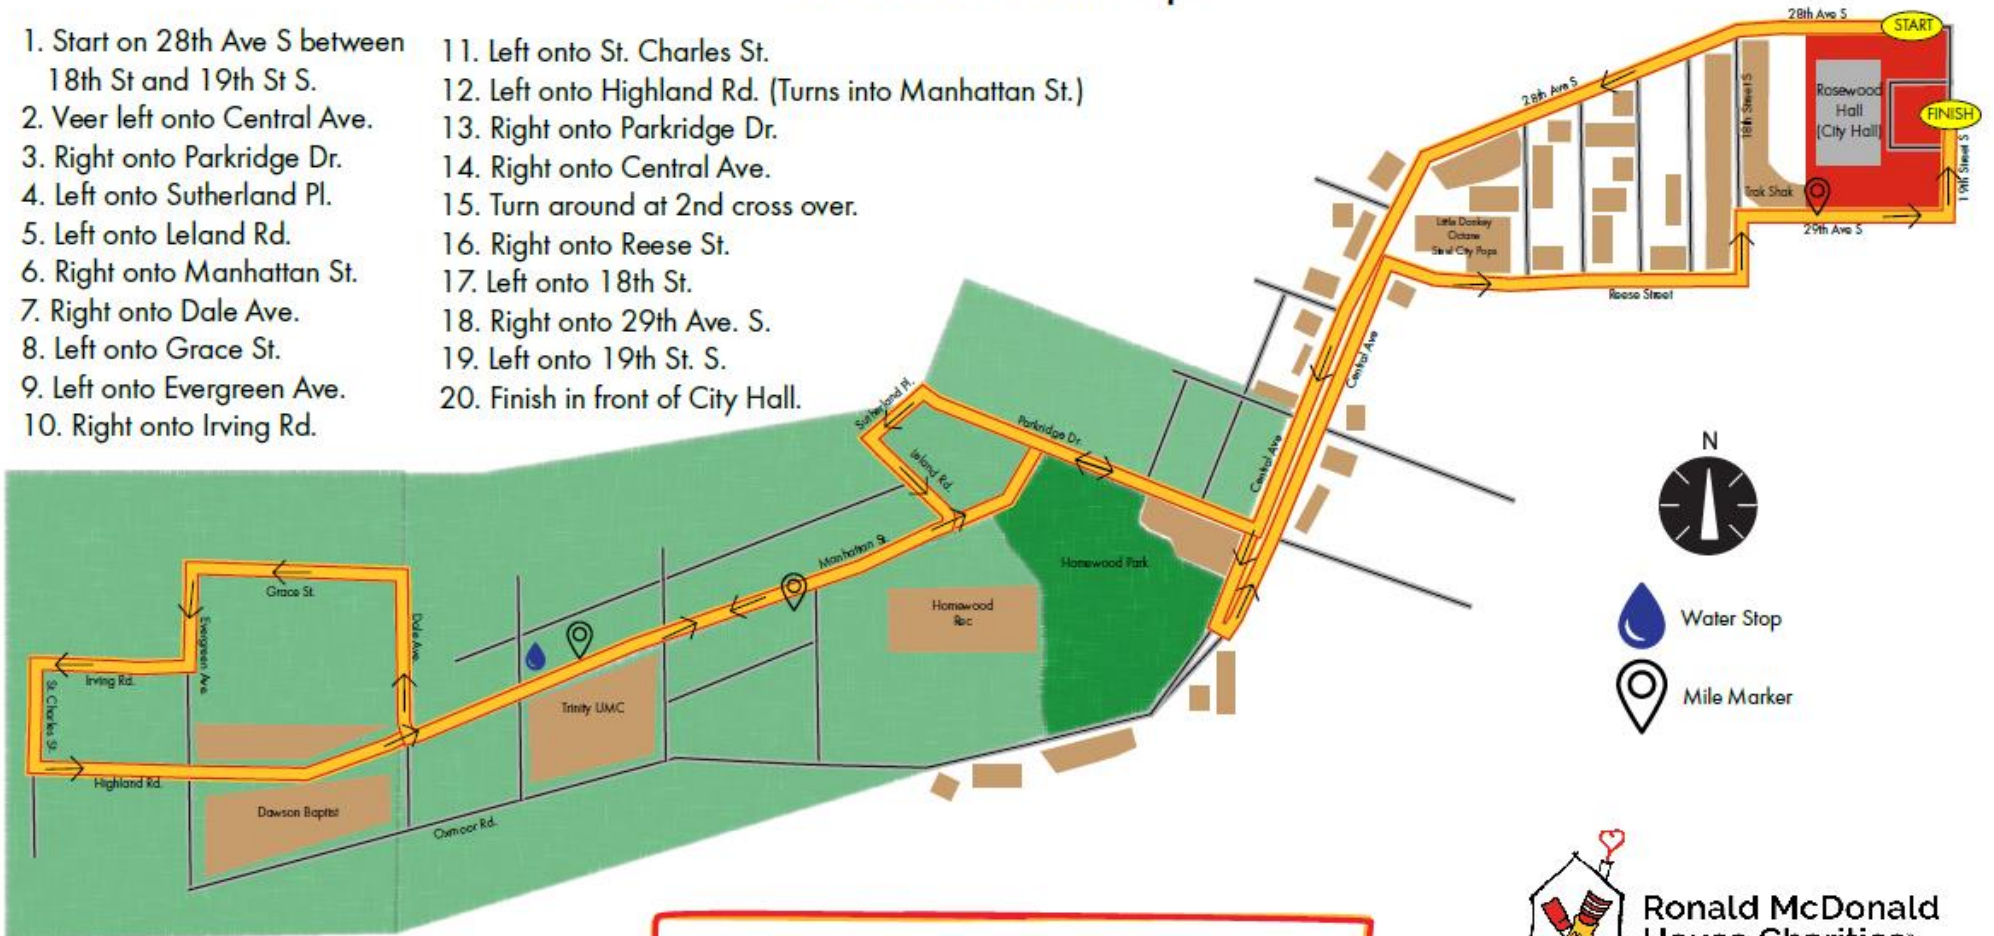 1. Start on 28th Ave S between
18th St and 19th St S.
2. Veer left onto Central Ave.
3. Right onto Parkridge Dr.
4. Left onto Sutherland Pl.
5. Left onto Leland Rd.
6. Right onto Manhattan St.
7. Right onto Dale Ave.
8. Left onto Grace St.
9. Left onto Evergreen Ave.
10. Right onto Irving Rd.
11. Left onto St. Charles St.
12. Left onto Highland Rd. (Turns into Manhattan St.)
13. Right onto Parkridge Dr.
14. Right onto Central Ave.
15. Turn around at 2nd cross over.
16. Right onto Reese St.
17. Left onto 18th St.
18. Right onto 29th Ave. S.
19. Left onto 19th St. S.
20. Finish in front of City Hall.
28th Ave S
START
28th Ave S
18th Street S
Rosewood
Hall
(City Hall)
FINISH
19th Street S
Trak Shak
29th Ave S
Little Donkey
Octane
Steel City Pops
Reese Street
Central Ave
Central Ave
Sutherland Pl.
Parkridge Dr.
Leland Rd.
Manhattan St.
Homewood Park
Homewood
Rec
Grace St.
Evergreen Ave.
Dale Ave.
Irving Rd.
St. Charles St.
Highland Rd.
Trinity UMC
Dawson Baptist
Oxmoor Rd.
N
Water Stop
Mile Marker
Ronald McDonald
House Charities